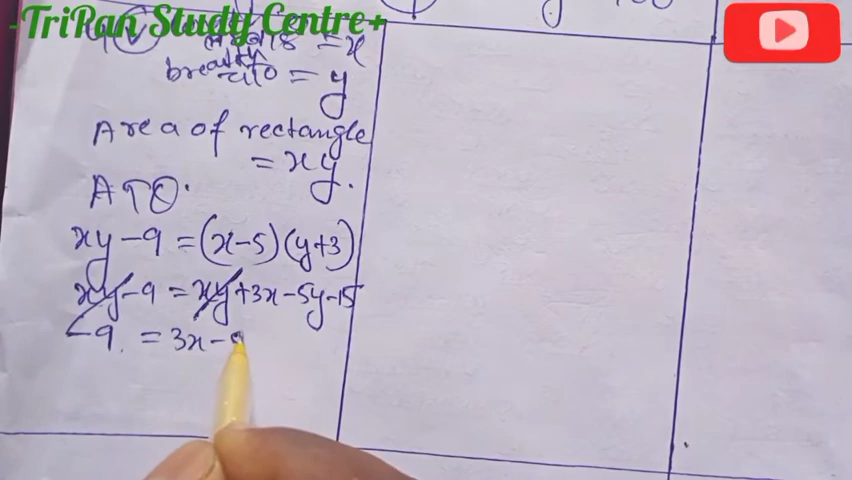 -TriRan Study Centre+
= x
breadth
= y
Area of rectangle
= xy.
ATQ.
xy - 9 = (x-5) (y+3)
xy - 9 = xy + 3x - 5y - 15
-9 = 3x -